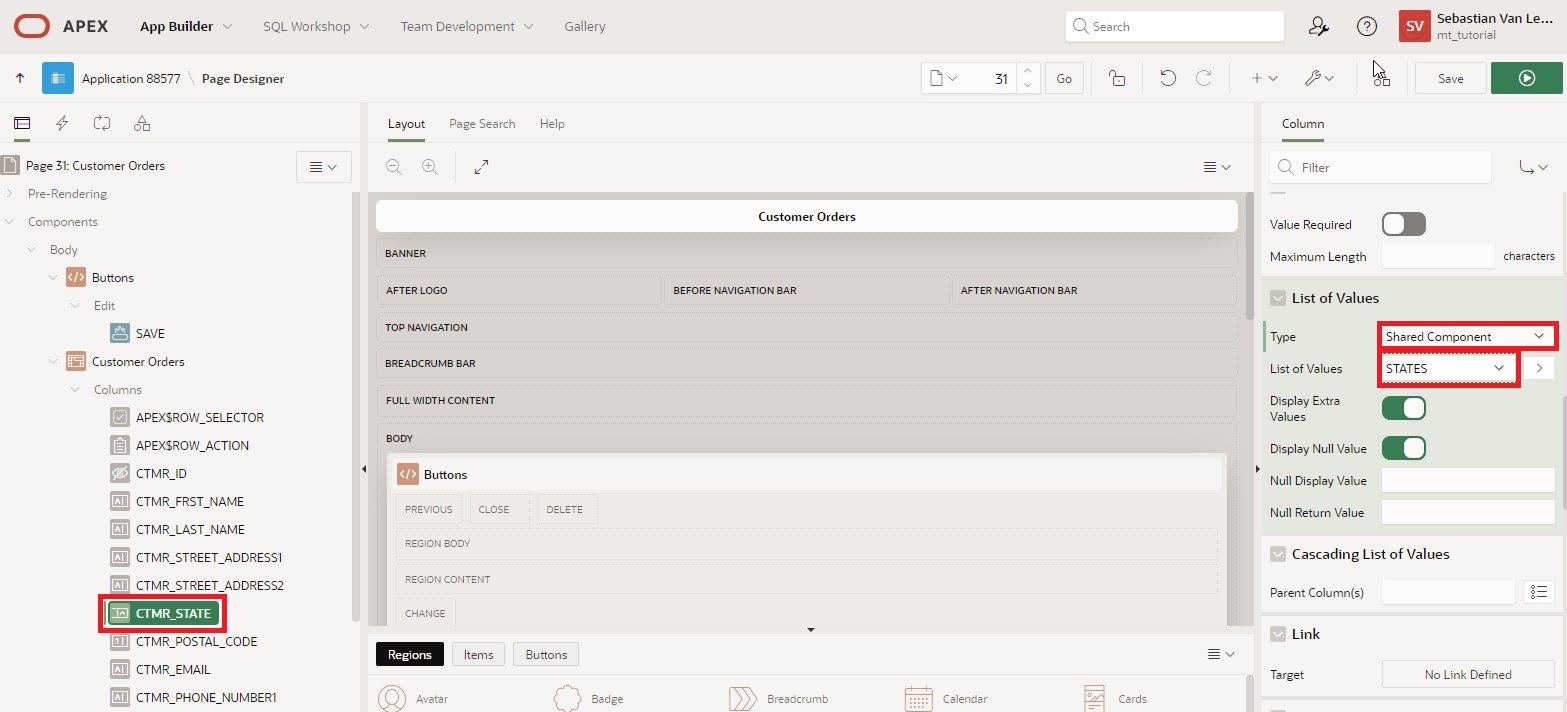 APEX App Builder SQL Workshop Team Development Gallery Search SV Sebastian Van Le...
mt_tutorial
Application 88577 \ Page Designer 31 Go Save
Layout Page Search Help Column
Page 31: Customer Orders Filter
Pre-Rendering
Components
Body
Buttons
Edit
SAVE
Customer Orders
Columns
APEX$ROW_SELECTOR
APEX$ROW_ACTION
CTMR_ID
CTMR_FRST_NAME
CTMR_LAST_NAME
CTMR_STREET_ADDRESS1
CTMR_STREET_ADDRESS2
CTMR_STATE
CTMR_POSTAL_CODE
CTMR_EMAIL
CTMR_PHONE_NUMBER1
Customer Orders
BANNER
AFTER LOGO BEFORE NAVIGATION BAR AFTER NAVIGATION BAR
TOP NAVIGATION
BREADCRUMB BAR
FULL WIDTH CONTENT
BODY
Buttons
PREVIOUS CLOSE DELETE
REGION BODY
REGION CONTENT
CHANGE
Regions Items Buttons
Avatar Badge Breadcrumb Calendar Cards
Value Required
Maximum Length characters
List of Values
Type Shared Component
List of Values STATES
Display Extra
Values
Display Null Value
Null Display Value
Null Return Value
Cascading List of Values
Parent Column(s)
Link
Target No Link Defined